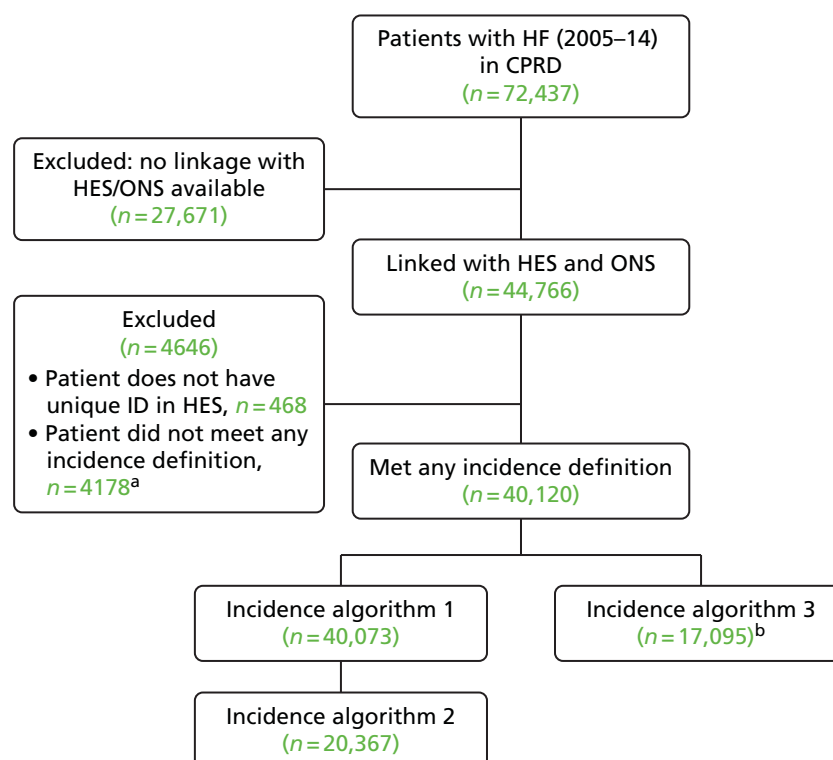 Patients with HF (2005–14)
in CPRD
(n = 72,437)
Excluded: no linkage with
HES/ONS available
(n = 27,671)
Linked with HES and ONS
(n = 44,766)
Excluded
(n = 4646)
• Patient does not have
unique ID in HES, n = 468
• Patient did not meet any
incidence definition,
n = 4178a
Met any incidence definition
(n = 40,120)
Incidence algorithm 1
(n = 40,073)
Incidence algorithm 3
(n = 17,095)b
Incidence algorithm 2
(n = 20,367)